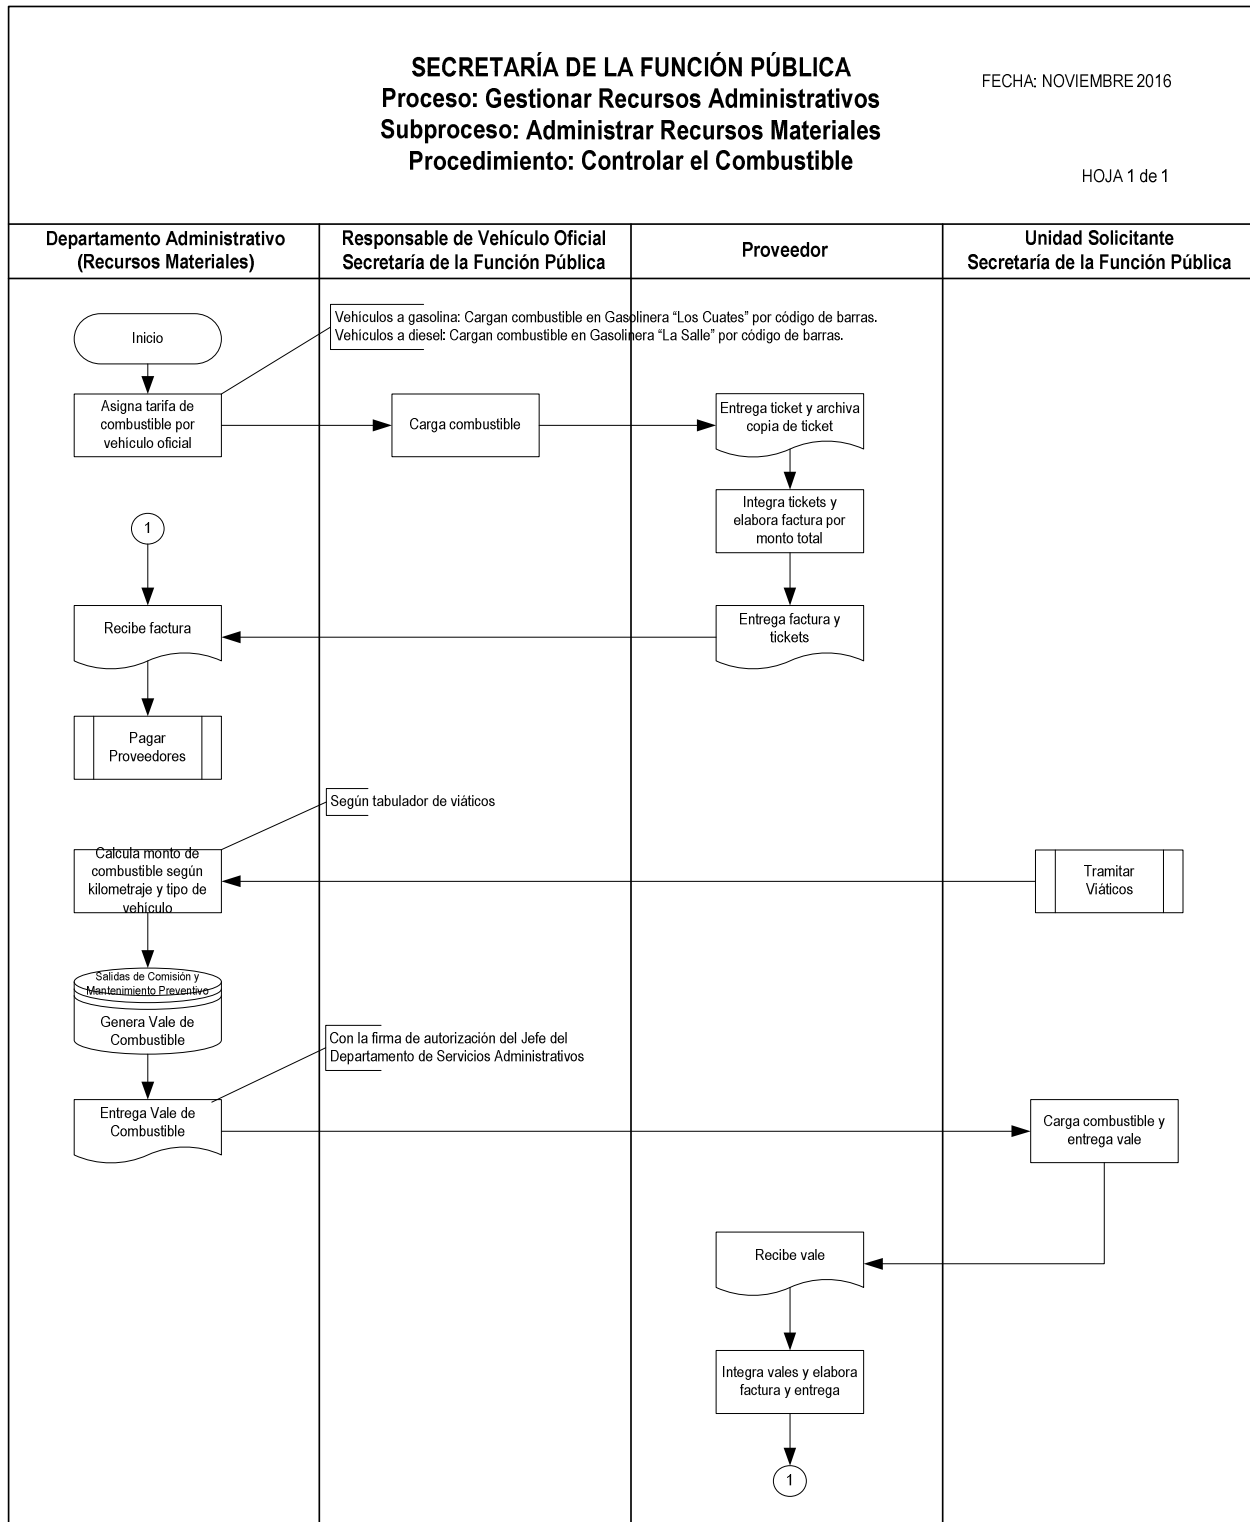 SECRETARÍA DE LA FUNCIÓN PÚBLICA
Proceso: Gestionar Recursos Administrativos
Subproceso: Administrar Recursos Materiales
Procedimiento: Controlar el Combustible
FECHA: NOVIEMBRE 2016
HOJA 1 de 1
Departamento Administrativo
(Recursos Materiales)
Responsable de Vehículo Oficial
Secretaría de la Función Pública
Proveedor
Unidad Solicitante
Secretaría de la Función Pública
Inicio
Vehículos a gasolina: Cargan combustible en Gasolinera “Los Cuates” por código de barras.
Vehículos a diesel: Cargan combustible en Gasolinera “La Salle” por código de barras.
Asigna tarifa de
combustible por
vehículo oficial
Carga combustible
Entrega ticket y archiva
copia de ticket
Integra tickets y
elabora factura por
monto total
1
Recibe factura
Entrega factura y
tickets
Pagar
Proveedores
Según tabulador de viáticos
Calcula monto de
combustible según
kilometraje y tipo de
vehículo
Tramitar
Viáticos
Salidas de Comisión y
Mantenimiento Preventivo
Genera Vale de
Combustible
Con la firma de autorización del Jefe del
Departamento de Servicios Administrativos
Entrega Vale de
Combustible
Carga combustible y
entrega vale
Recibe vale
Integra vales y elabora
factura y entrega
1